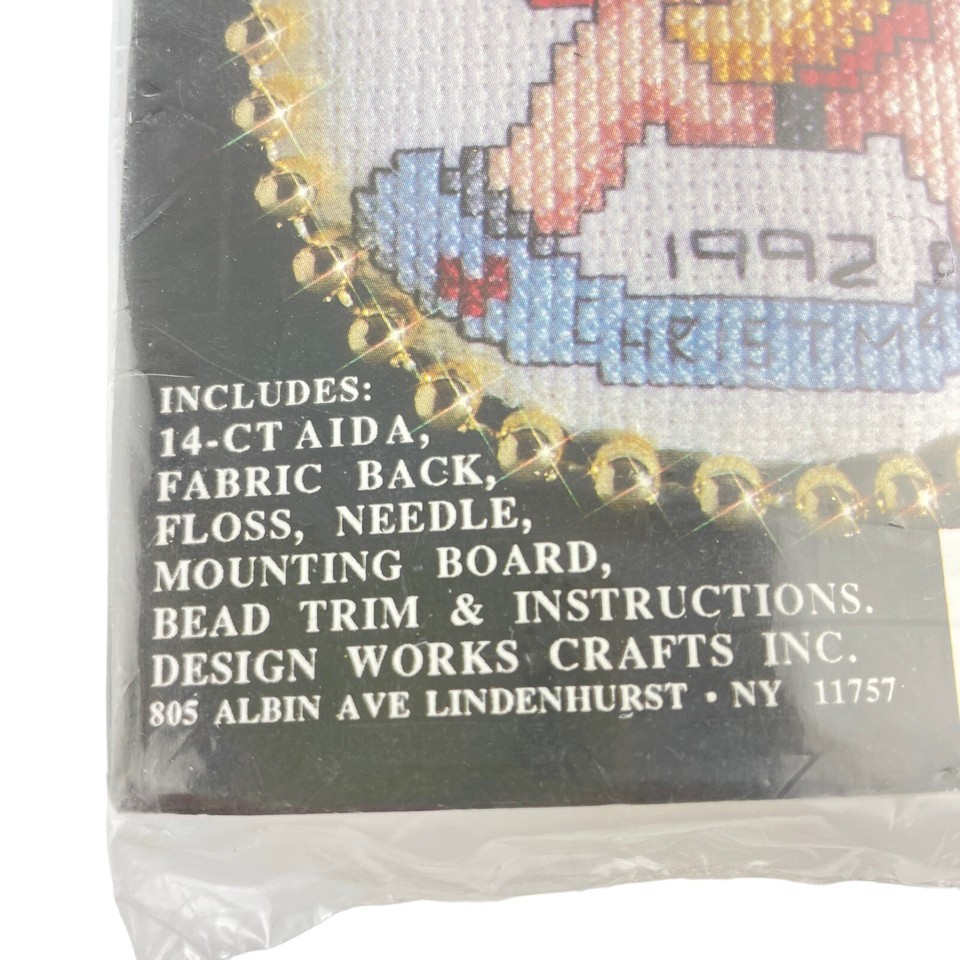 1992
CHRISTM
INCLUDES:
14-CT AIDA,
FABRIC BACK,
FLOSS, NEEDLE,
MOUNTING BOARD,
BEAD TRIM & INSTRUCTIONS.
DESIGN WORKS CRAFTS INC.
805 ALBIN AVE LINDENHURST • NY 11757